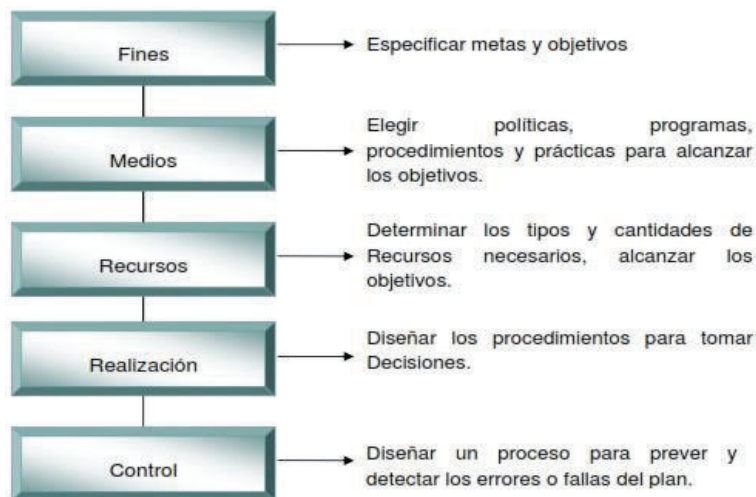 Fines
Especificar metas y objetivos
Medios
Elegir políticas, programas,
procedimientos y prácticas para alcanzar
los objetivos.
Recursos
Determinar los tipos y cantidades de
Recursos necesarios, alcanzar los
objetivos.
Realización
Diseñar los procedimientos para tomar
Decisiones.
Control
Diseñar un proceso para prever y
detectar los errores o fallas del plan.